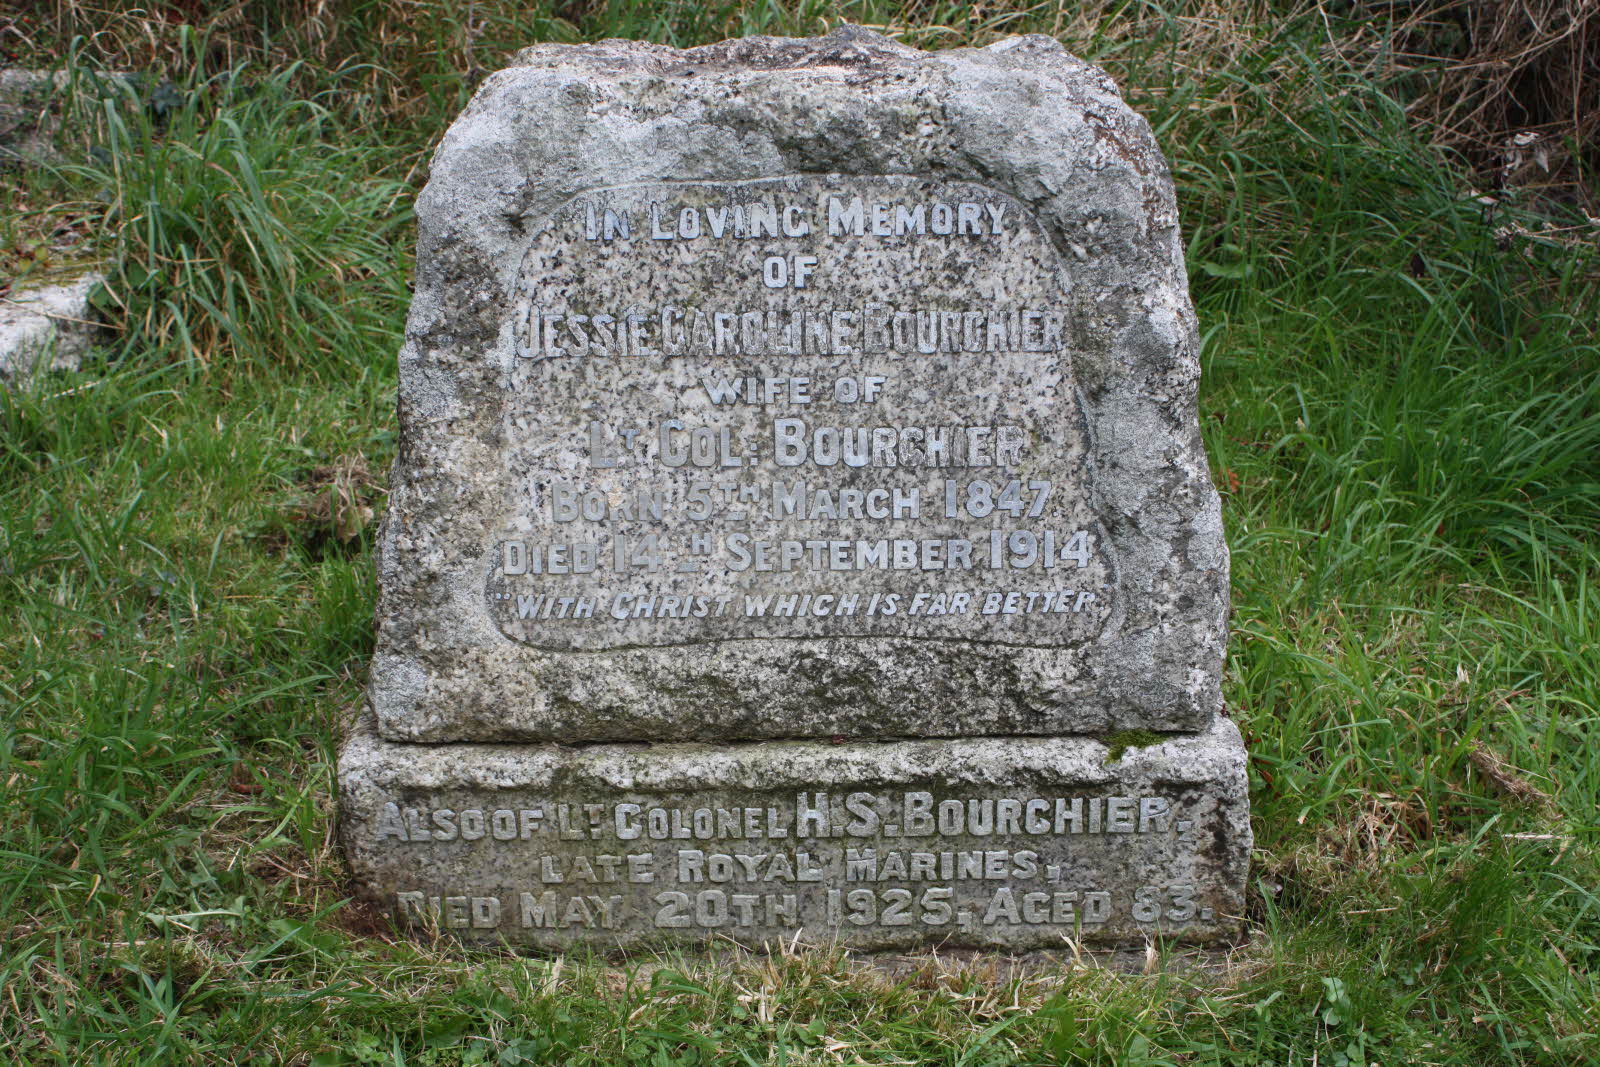 IN LOVING MEMORY
OF
JESSIE CAROLINE BOURCHIER
WIFE OF
LT COL: BOURCHIER
BORN 5TH MARCH 1847.
DIED 14TH SEPTEMBER 1914
"WITH CHRIST WHICH IS FAR BETTER.
ALSO OF LT. COLONEL H.S. BOURCHIER,
LATE ROYAL MARINES,
DIED MAY 20TH 1925, AGED 83.